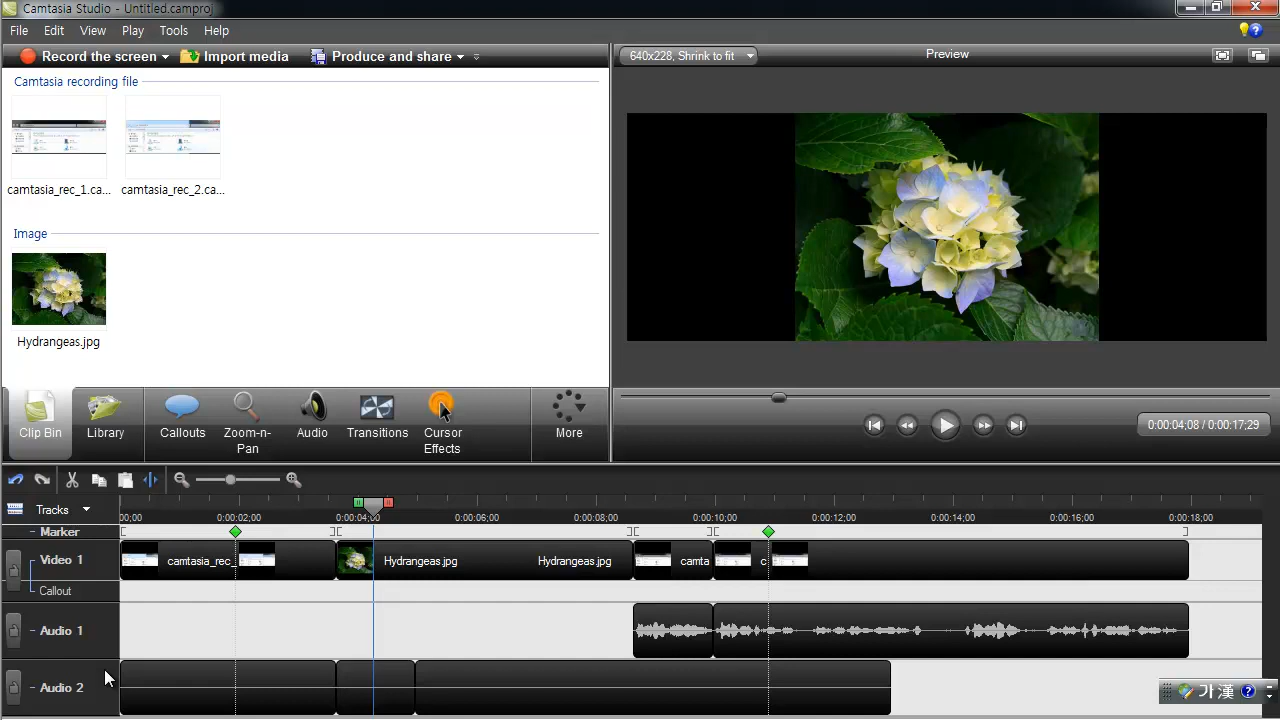 Camtasia Studio - Untitled.camproj
File Edit View Play Tools Help
Record the screen Import media Produce and share
640x228, Shrink to fit Preview
Camtasia recording file
camtasia_rec_1.ca... camtasia_rec_2.ca...
Image
Hydrangeas.jpg
Clip Bin Library Callouts Zoom-n-Pan Audio Transitions Cursor Effects More
0:00:04;08 / 0:00:17;29
Tracks
00;00 0:00:02;00 0:00:04;00 0:00:06;00 0:00:08;00 0:00:10;00 0:00:12;00 0:00:14;00 0:00:16;00 0:00:18;00
Marker
Video 1 camtasia_rec_ Hydrangeas.jpg Hydrangeas.jpg camta c
Callout
Audio 1
Audio 2
가漢